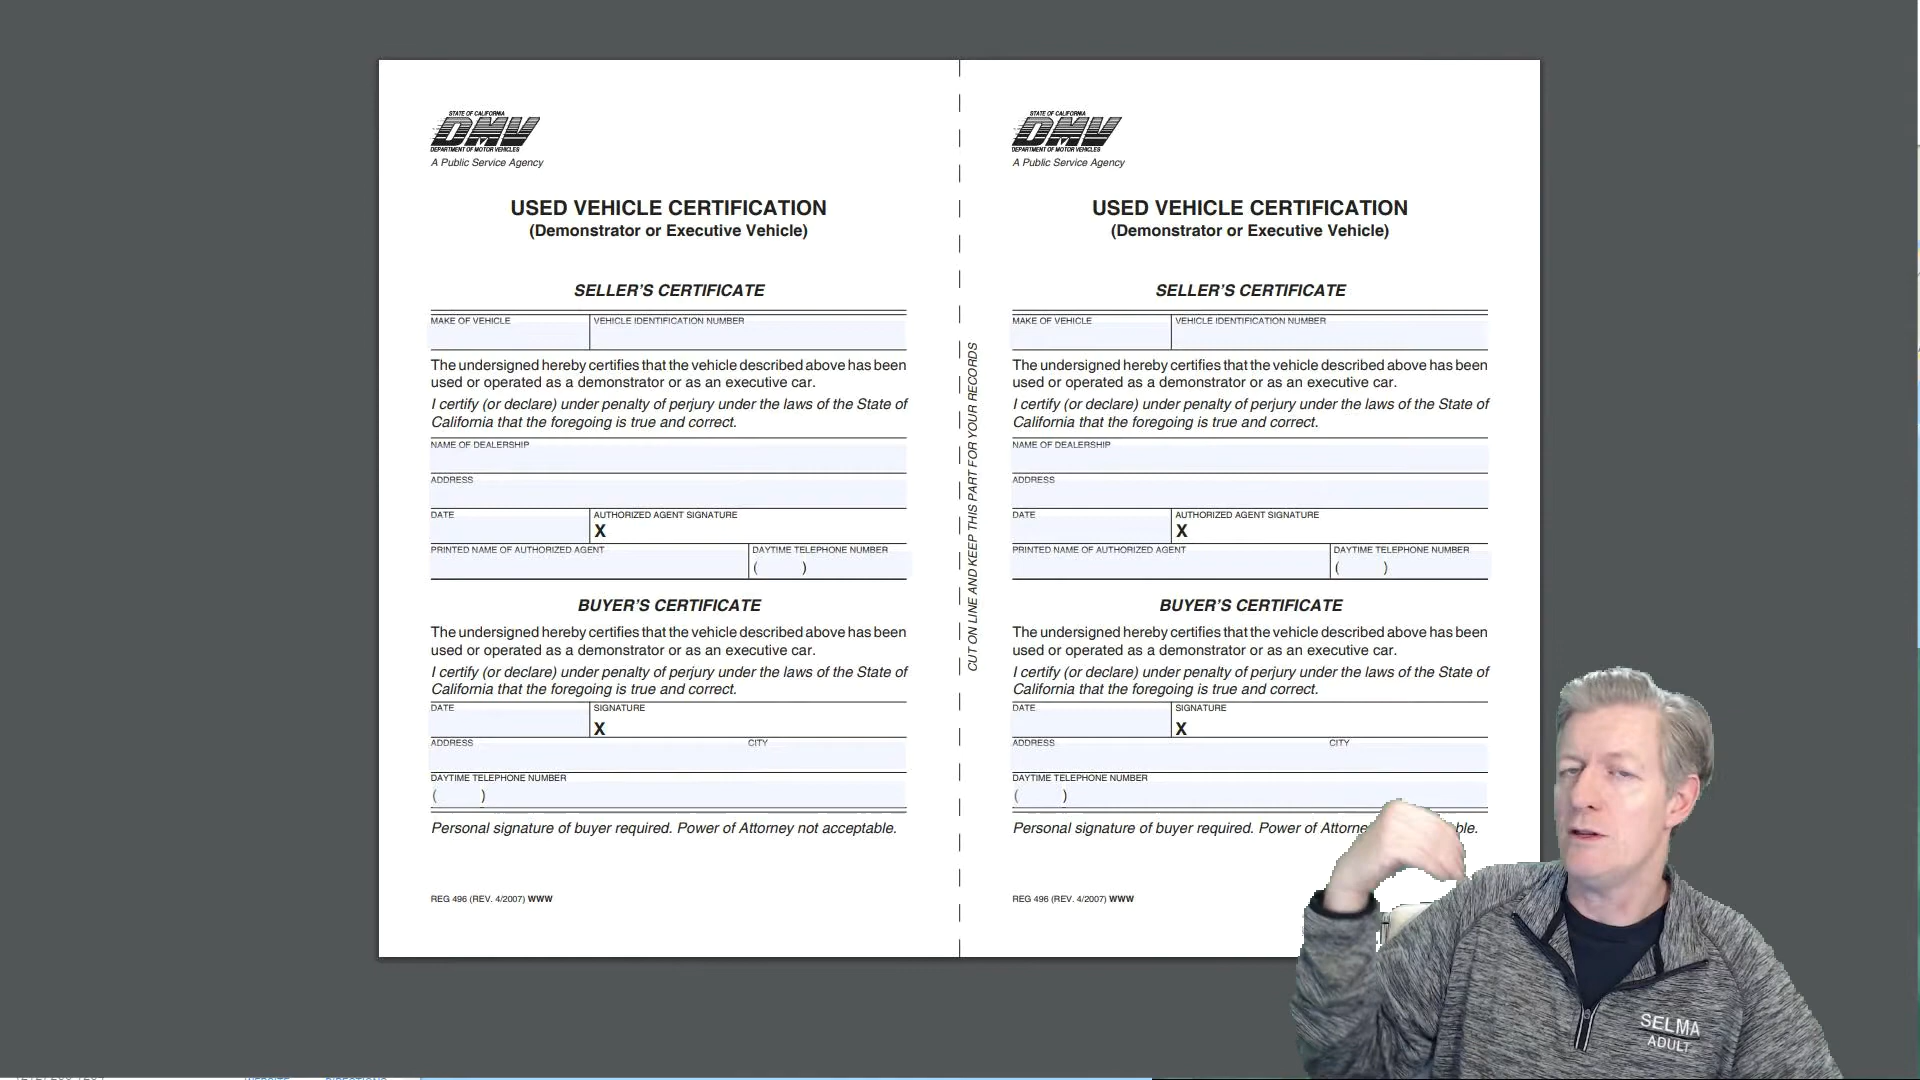 STATE OF CALIFORNIA
DMV
DEPARTMENT OF MOTOR VEHICLES
A Public Service Agency
USED VEHICLE CERTIFICATION
(Demonstrator or Executive Vehicle)
SELLER'S CERTIFICATE
MAKE OF VEHICLE VEHICLE IDENTIFICATION NUMBER
The undersigned hereby certifies that the vehicle described above has been
used or operated as a demonstrator or as an executive car.
I certify (or declare) under penalty of perjury under the laws of the State of
California that the foregoing is true and correct.
NAME OF DEALERSHIP
ADDRESS
DATE AUTHORIZED AGENT SIGNATURE
X
PRINTED NAME OF AUTHORIZED AGENT DAYTIME TELEPHONE NUMBER
( )
BUYER'S CERTIFICATE
The undersigned hereby certifies that the vehicle described above has been
used or operated as a demonstrator or as an executive car.
I certify (or declare) under penalty of perjury under the laws of the State of
California that the foregoing is true and correct.
DATE SIGNATURE
X
ADDRESS CITY
DAYTIME TELEPHONE NUMBER
( )
Personal signature of buyer required. Power of Attorney not acceptable.
REG 496 (REV. 4/2007) WWW
CUT ON LINE AND KEEP THIS PART FOR YOUR RECORDS
STATE OF CALIFORNIA
DMV
DEPARTMENT OF MOTOR VEHICLES
A Public Service Agency
USED VEHICLE CERTIFICATION
(Demonstrator or Executive Vehicle)
SELLER'S CERTIFICATE
MAKE OF VEHICLE VEHICLE IDENTIFICATION NUMBER
The undersigned hereby certifies that the vehicle described above has been
used or operated as a demonstrator or as an executive car.
I certify (or declare) under penalty of perjury under the laws of the State of
California that the foregoing is true and correct.
NAME OF DEALERSHIP
ADDRESS
DATE AUTHORIZED AGENT SIGNATURE
X
PRINTED NAME OF AUTHORIZED AGENT DAYTIME TELEPHONE NUMBER
( )
BUYER'S CERTIFICATE
The undersigned hereby certifies that the vehicle described above has been
used or operated as a demonstrator or as an executive car.
I certify (or declare) under penalty of perjury under the laws of the State of
California that the foregoing is true and correct.
DATE SIGNATURE
X
ADDRESS CITY
DAYTIME TELEPHONE NUMBER
( )
Personal signature of buyer required. Power of
REG 496 (REV. 4/2007) WWW
SELMA
ADULT